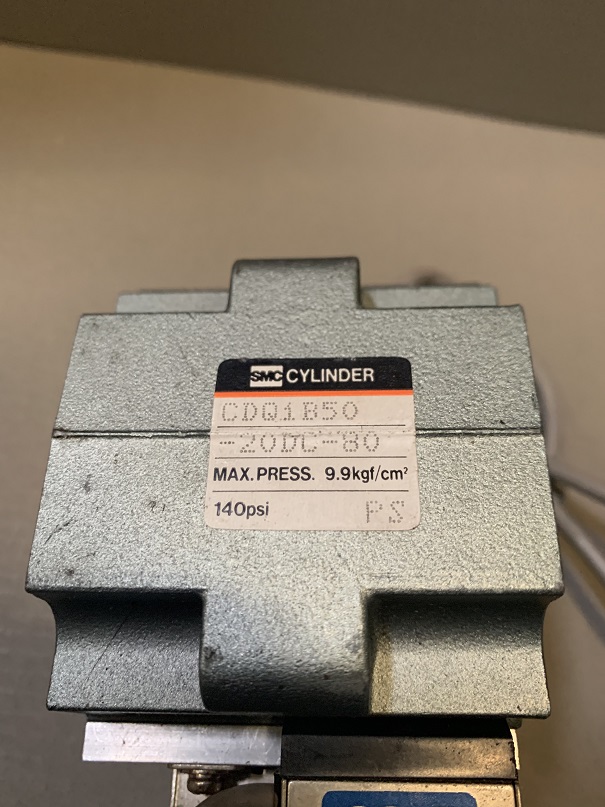 SMC CYLINDER
CDQ1B50
-20DC-80
MAX.PRESS. 9.9kgf/cm²
140psi PS